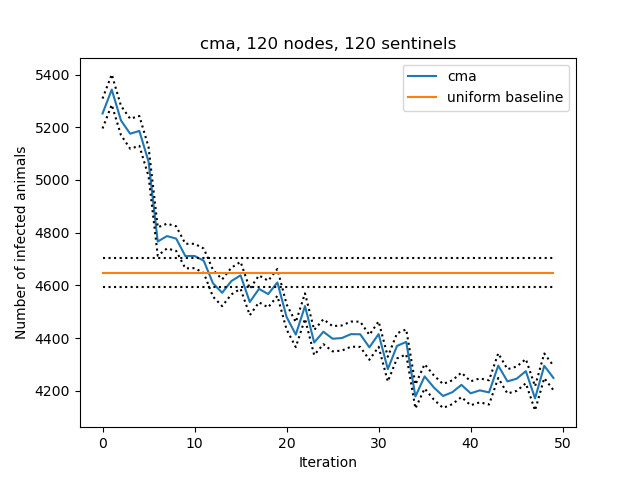 cma, 120 nodes, 120 sentinels
cma
uniform baseline
5400
5200
5000
4800
4600
4400
4200
Number of infected animals
0 10 20 30 40 50
Iteration